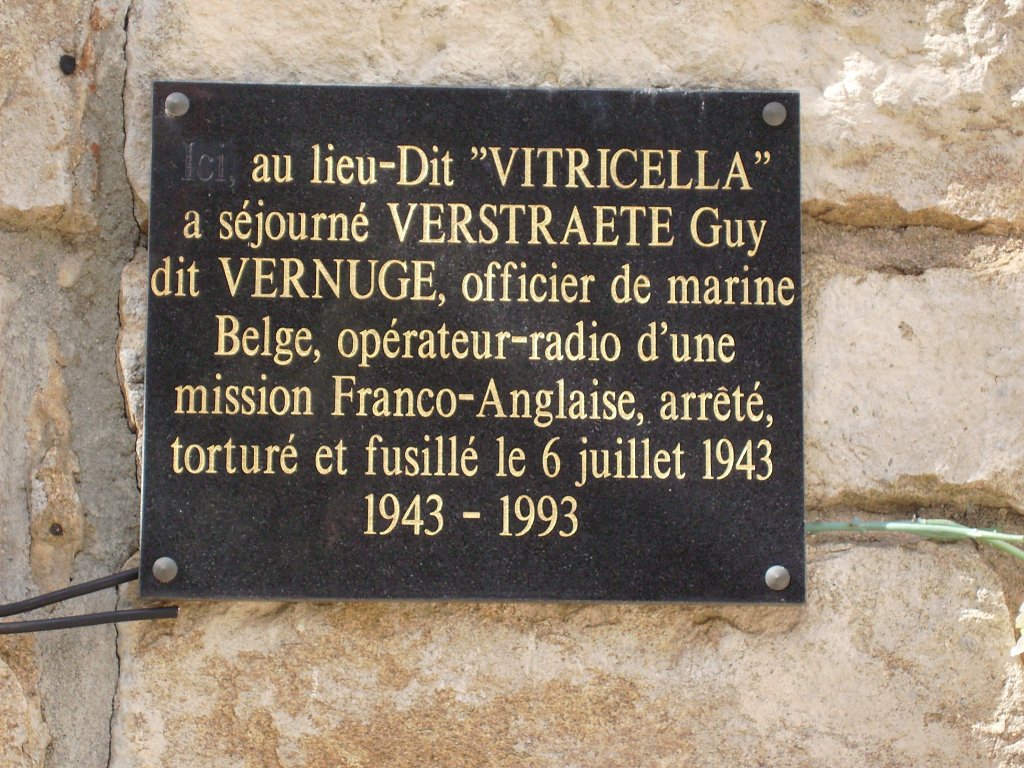 Ici, au lieu-Dit "VITRICELLA"
a séjourné VERSTRAETE Guy
dit VERNUGE, officier de marine
Belge, opérateur-radio d'une
mission Franco-Anglaise, arrêté,
torturé et fusillé le 6 juillet 1943
1943 - 1993